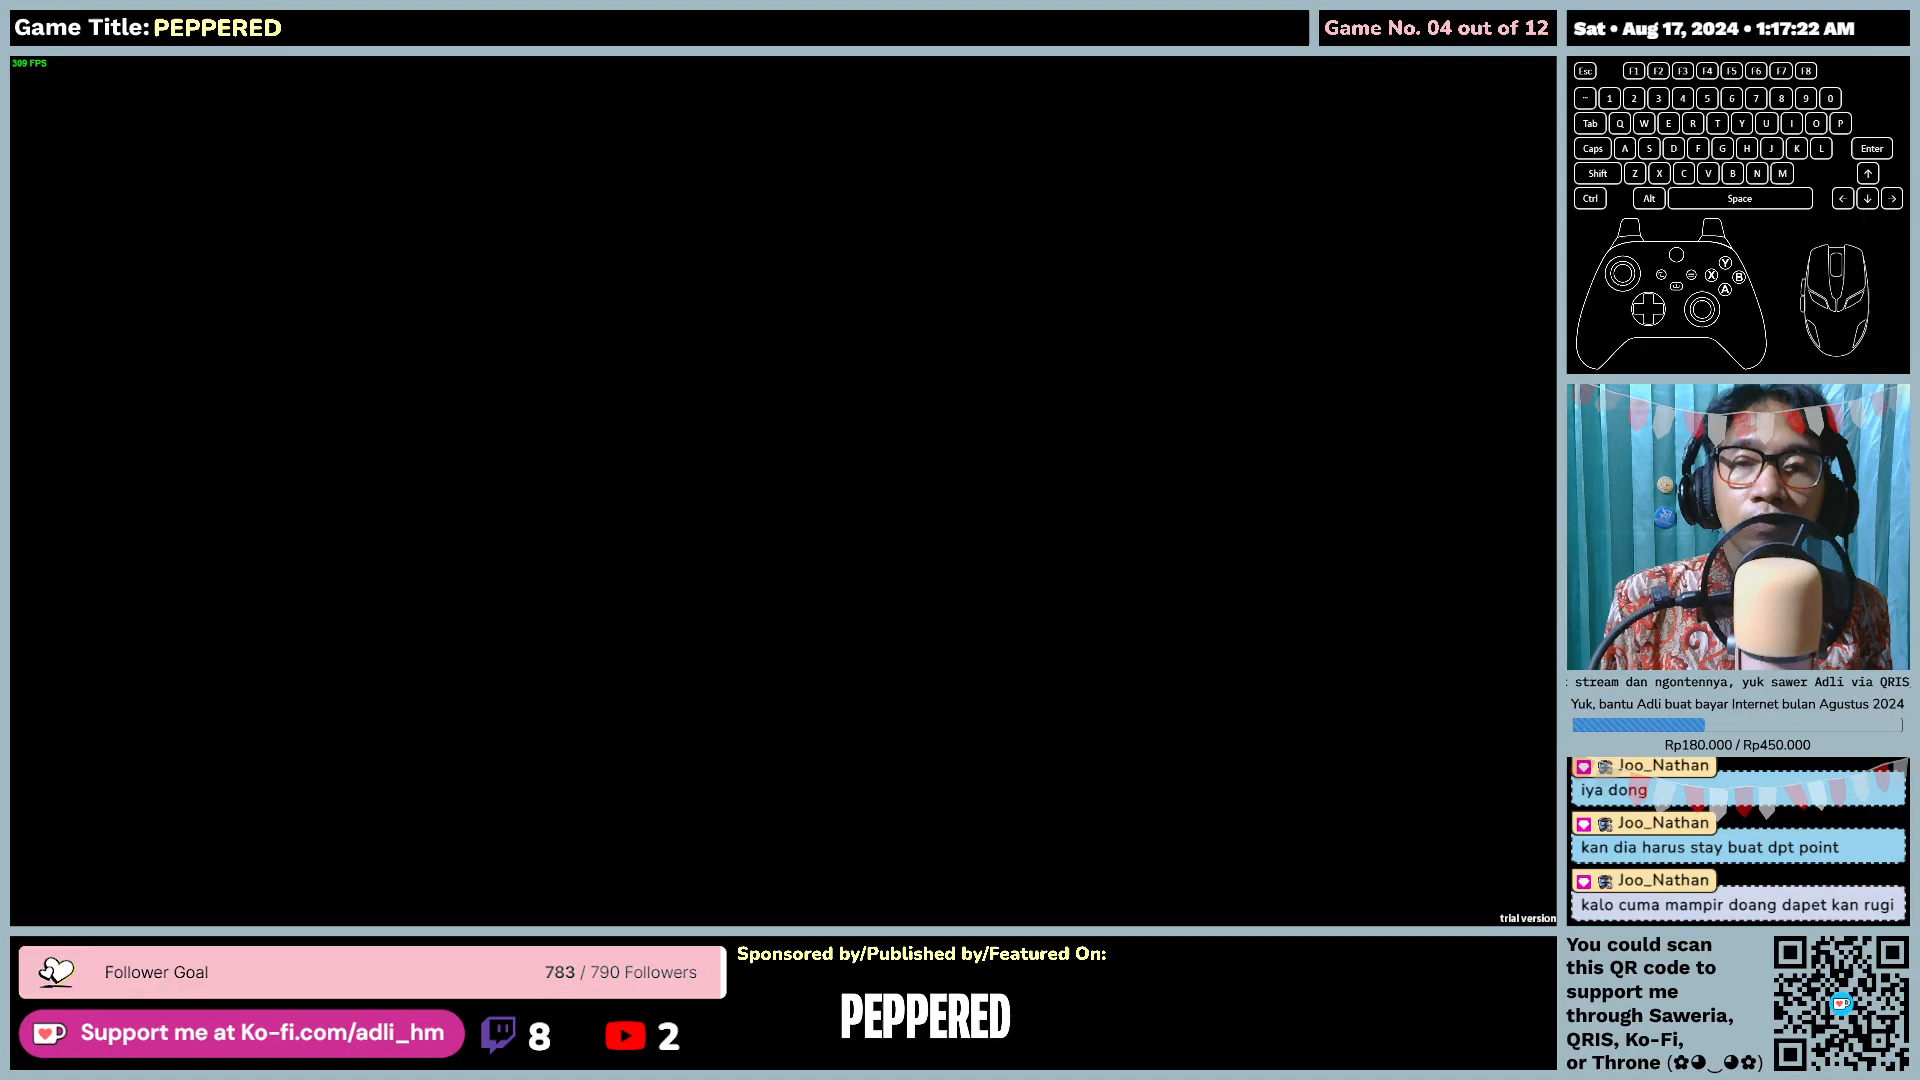 Game Title: PEPPERED
Game No. 04 out of 12
Sat • Aug 17, 2024 • 1:17:22 AM
309 FPS
Esc F1 F2 F3 F4 F5 F6 F7 F8
~ 1 2 3 4 5 6 7 8 9 0
Tab Q W E R T Y U I O P
Caps A S D F G H J K L Enter
Shift Z X C V B N M ↑
Ctrl Alt Space ← ↓ →
Y
X B
A
stream dan ngontennya, yuk sawer Adli via QRIS
Yuk, bantu Adli buat bayar Internet bulan Agustus 2024
Rp180.000 / Rp450.000
Joo_Nathan
iya dong
Joo_Nathan
kan dia harus stay buat dpt point
Joo_Nathan
kalo cuma mampir doang dapet kan rugi
trial version
Follower Goal 783 / 790 Followers
Support me at Ko-fi.com/adli_hm
8
2
Sponsored by/Published by/Featured On:
PEPPERED
You could scan
this QR code to
support me
through Saweria,
QRIS, Ko-Fi,
or Throne (✿◕‿◕✿)